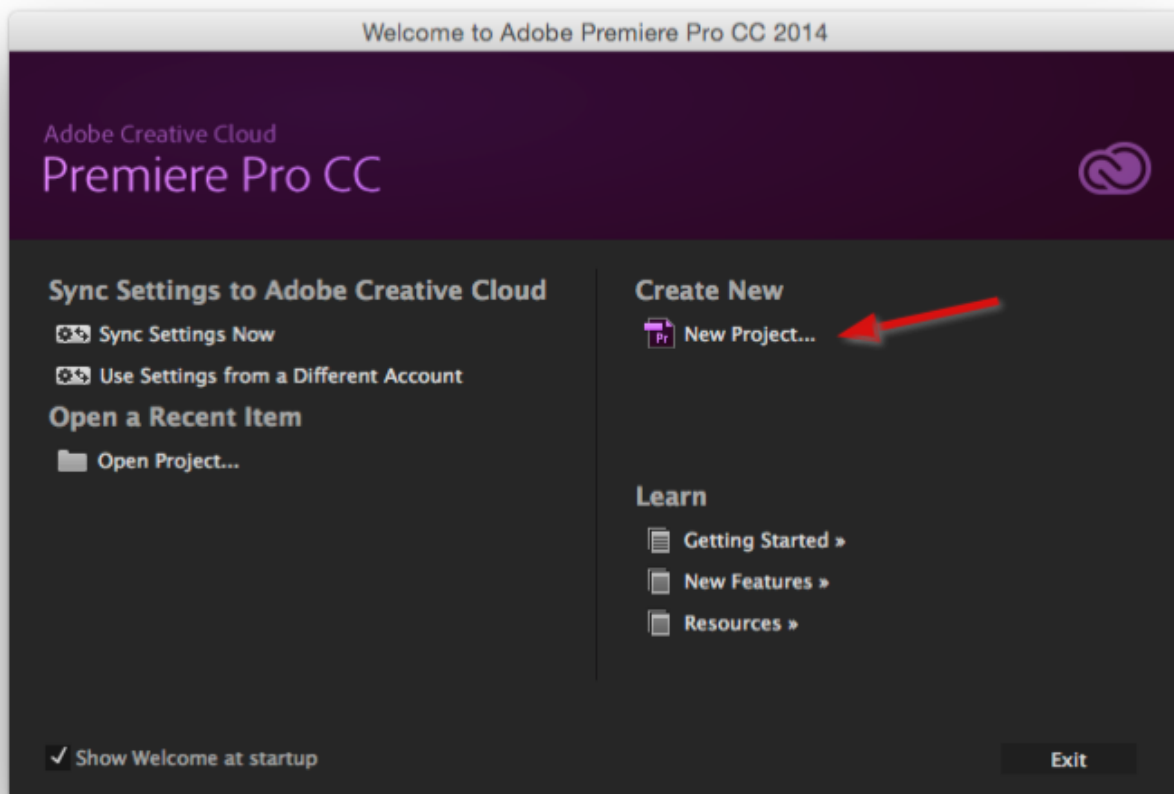 Welcome to Adobe Premiere Pro CC 2014
Adobe Creative Cloud
Premiere Pro CC
Sync Settings to Adobe Creative Cloud
Sync Settings Now
Use Settings from a Different Account
Open a Recent Item
Open Project...
Create New
Pr
New Project...
Learn
Getting Started »
New Features »
Resources »
Show Welcome at startup
Exit